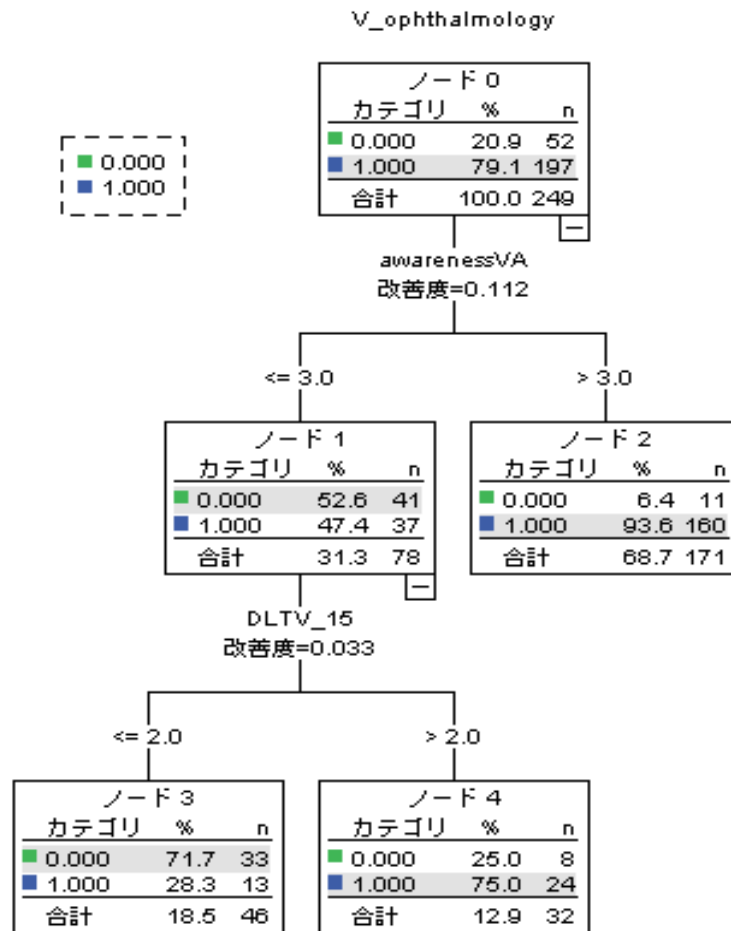 V_ophthalmology
ノード 0
カテゴリ % n
0.000 20.9 52
1.000 79.1 197
合計 100.0 249
0.000
1.000
awarenessVA
改善度=0.112
<= 3.0
> 3.0
ノード 1
カテゴリ % n
0.000 52.6 41
1.000 47.4 37
合計 31.3 78
ノード 2
カテゴリ % n
0.000 6.4 11
1.000 93.6 160
合計 68.7 171
DLTV_15
改善度=0.033
<= 2.0
> 2.0
ノード 3
カテゴリ % n
0.000 71.7 33
1.000 28.3 13
合計 18.5 46
ノード 4
カテゴリ % n
0.000 25.0 8
1.000 75.0 24
合計 12.9 32